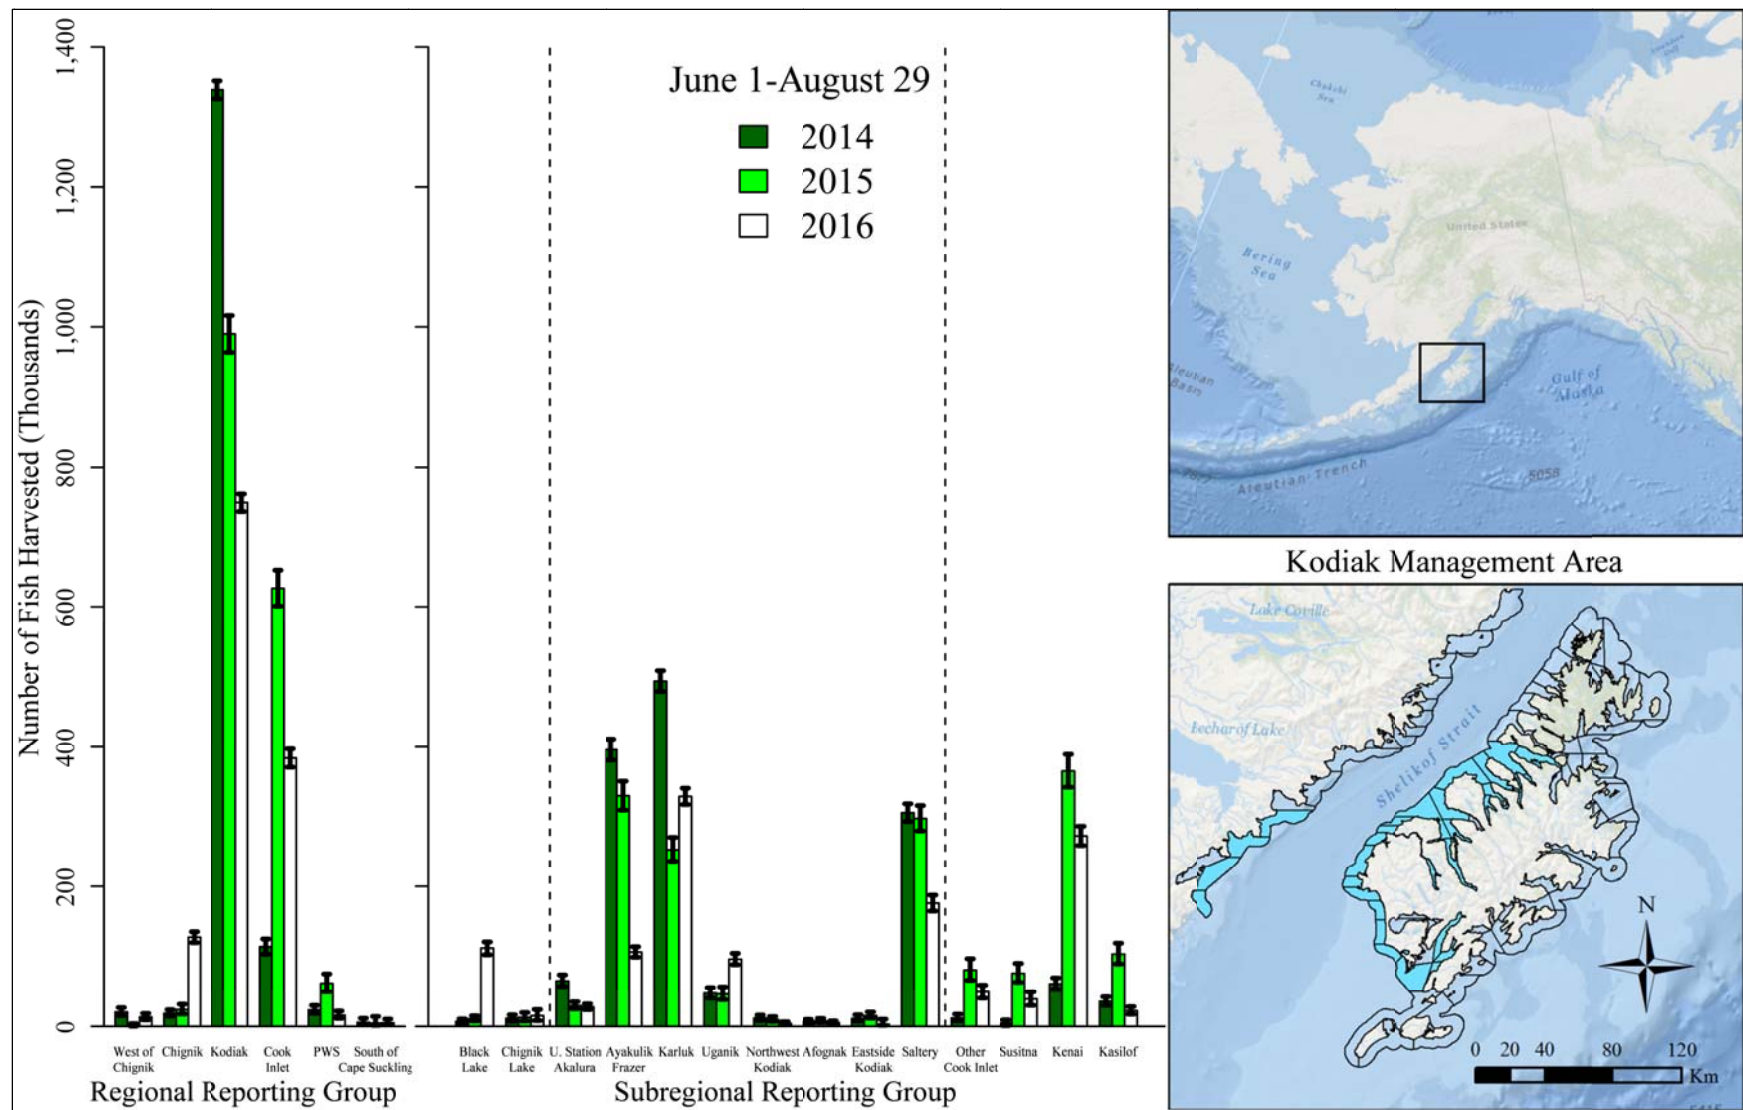 Number of Fish Harvested (Thousands)
1,400
1,200
1,000
800
600
400
200
0
June 1-August 29
2014
2015
2016
West of
Chignik
Chignik
Kodiak
Cook
Inlet
PWS
South of
Cape Suckling
Regional Reporting Group
Black
Lake
Chignik
Lake
U. Station
Akalura
Ayakulik
Frazer
Karluk
Uganik
Northwest
Kodiak
Afognak
Eastside
Kodiak
Saltery
Other
Cook Inlet
Susitna
Kenai
Kasilof
Subregional Reporting Group
Chukchi
Sea
United States
Bering
Sea
Aleutian
Basin
Gulf of
Alaska
Aleutian Trench
5058
Kodiak Management Area
Lake Coville
Becharof Lake
Shelikof Strait
N
0 20 40 80 120
Km